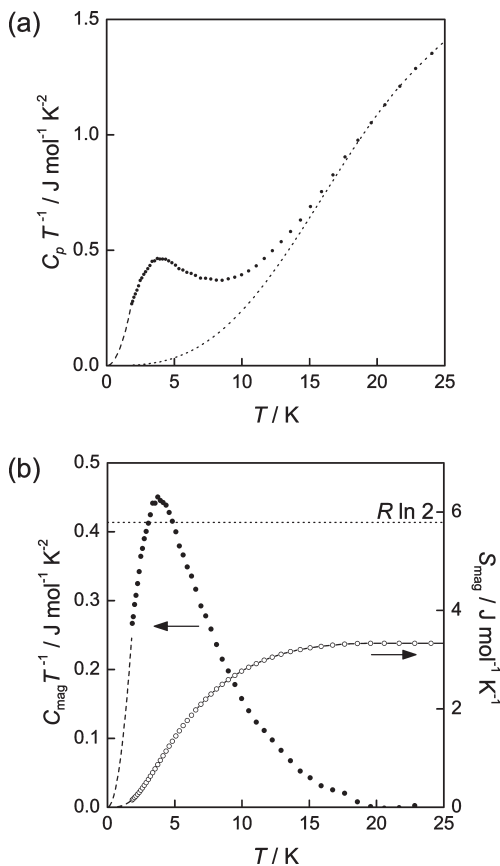 (a)
1.5
1.0
0.5
0.0
C_p T^-1 / J mol^-1 K^-2
0 5 10 15 20 25
T / K
(b)
0.5
0.4
0.3
0.2
0.1
0.0
C_mag T^-1 / J mol^-1 K^-2
R ln 2
6
4
2
0
S_mag / J mol^-1 K^-1
0 5 10 15 20 25
T / K